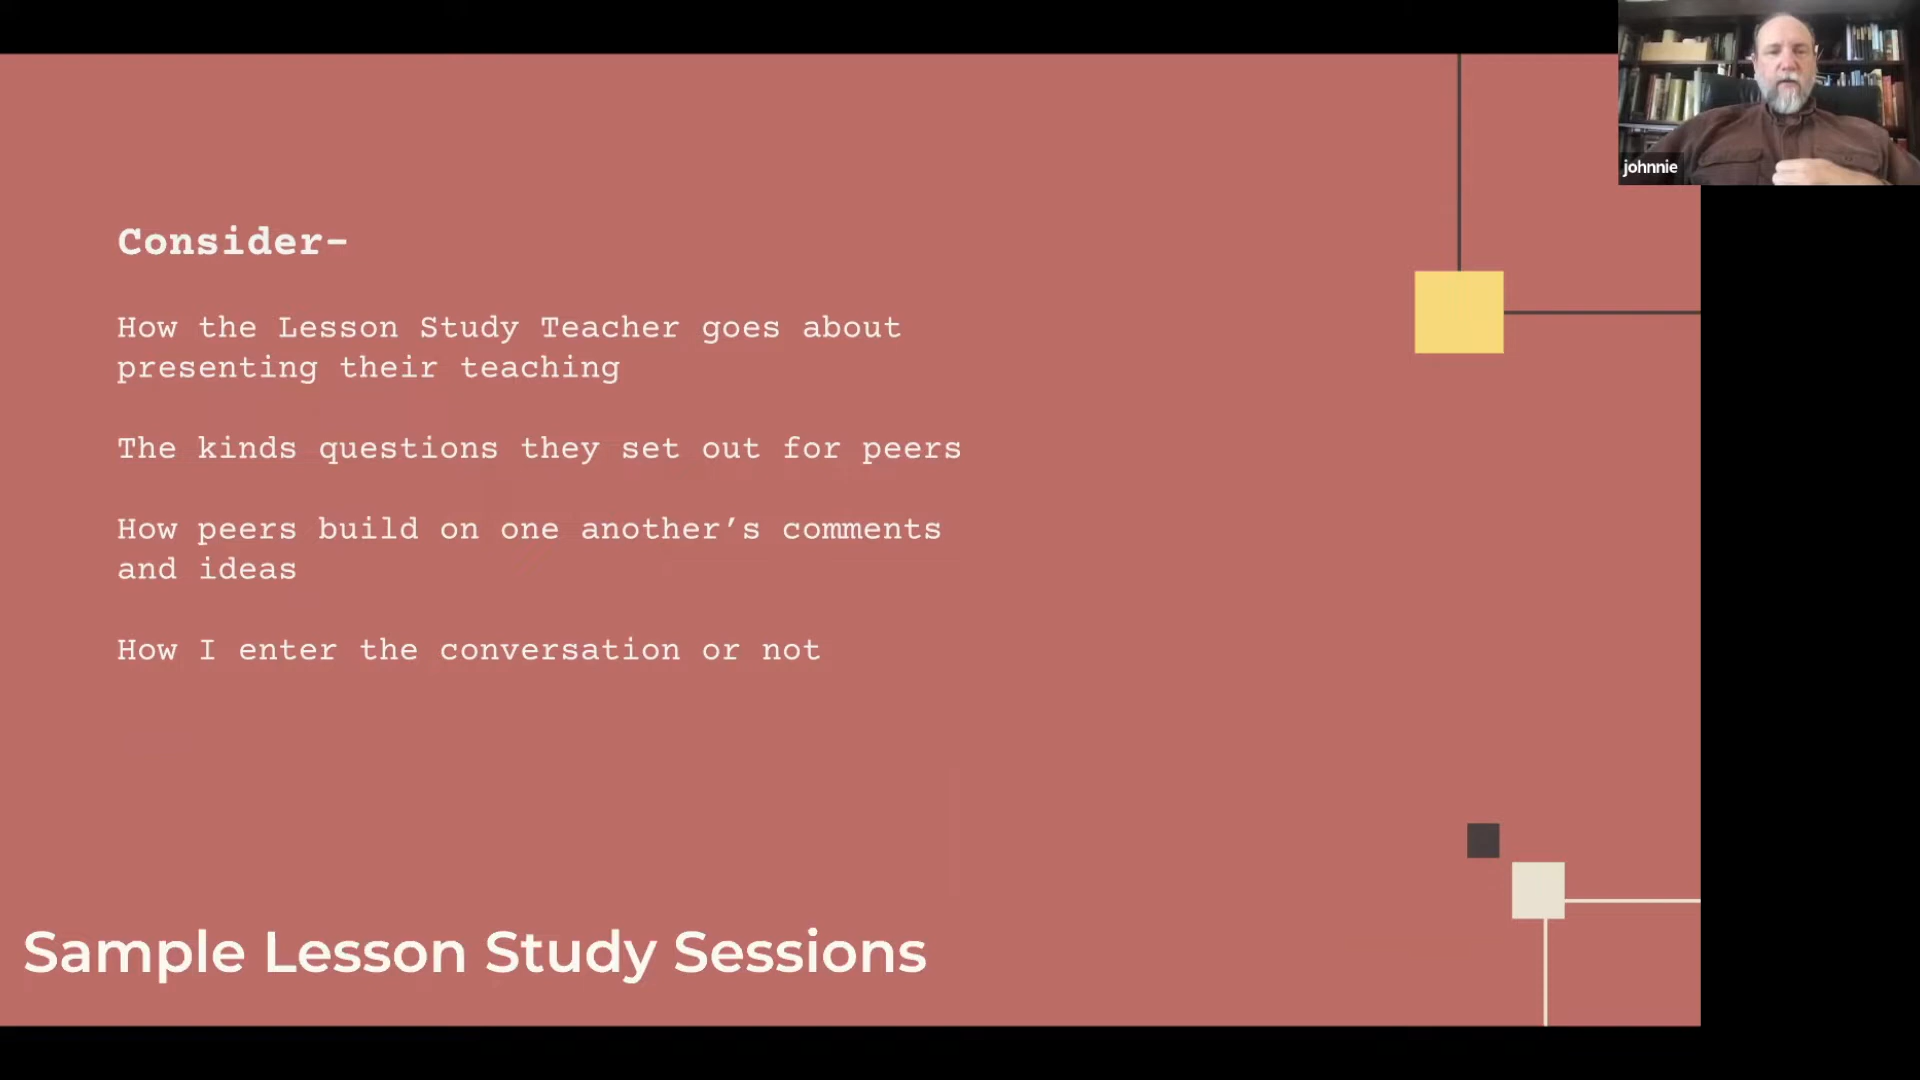 johnnie
Consider-
How the Lesson Study Teacher goes about
presenting their teaching
The kinds questions they set out for peers
How peers build on one another’s comments
and ideas
How I enter the conversation or not
Sample Lesson Study Sessions